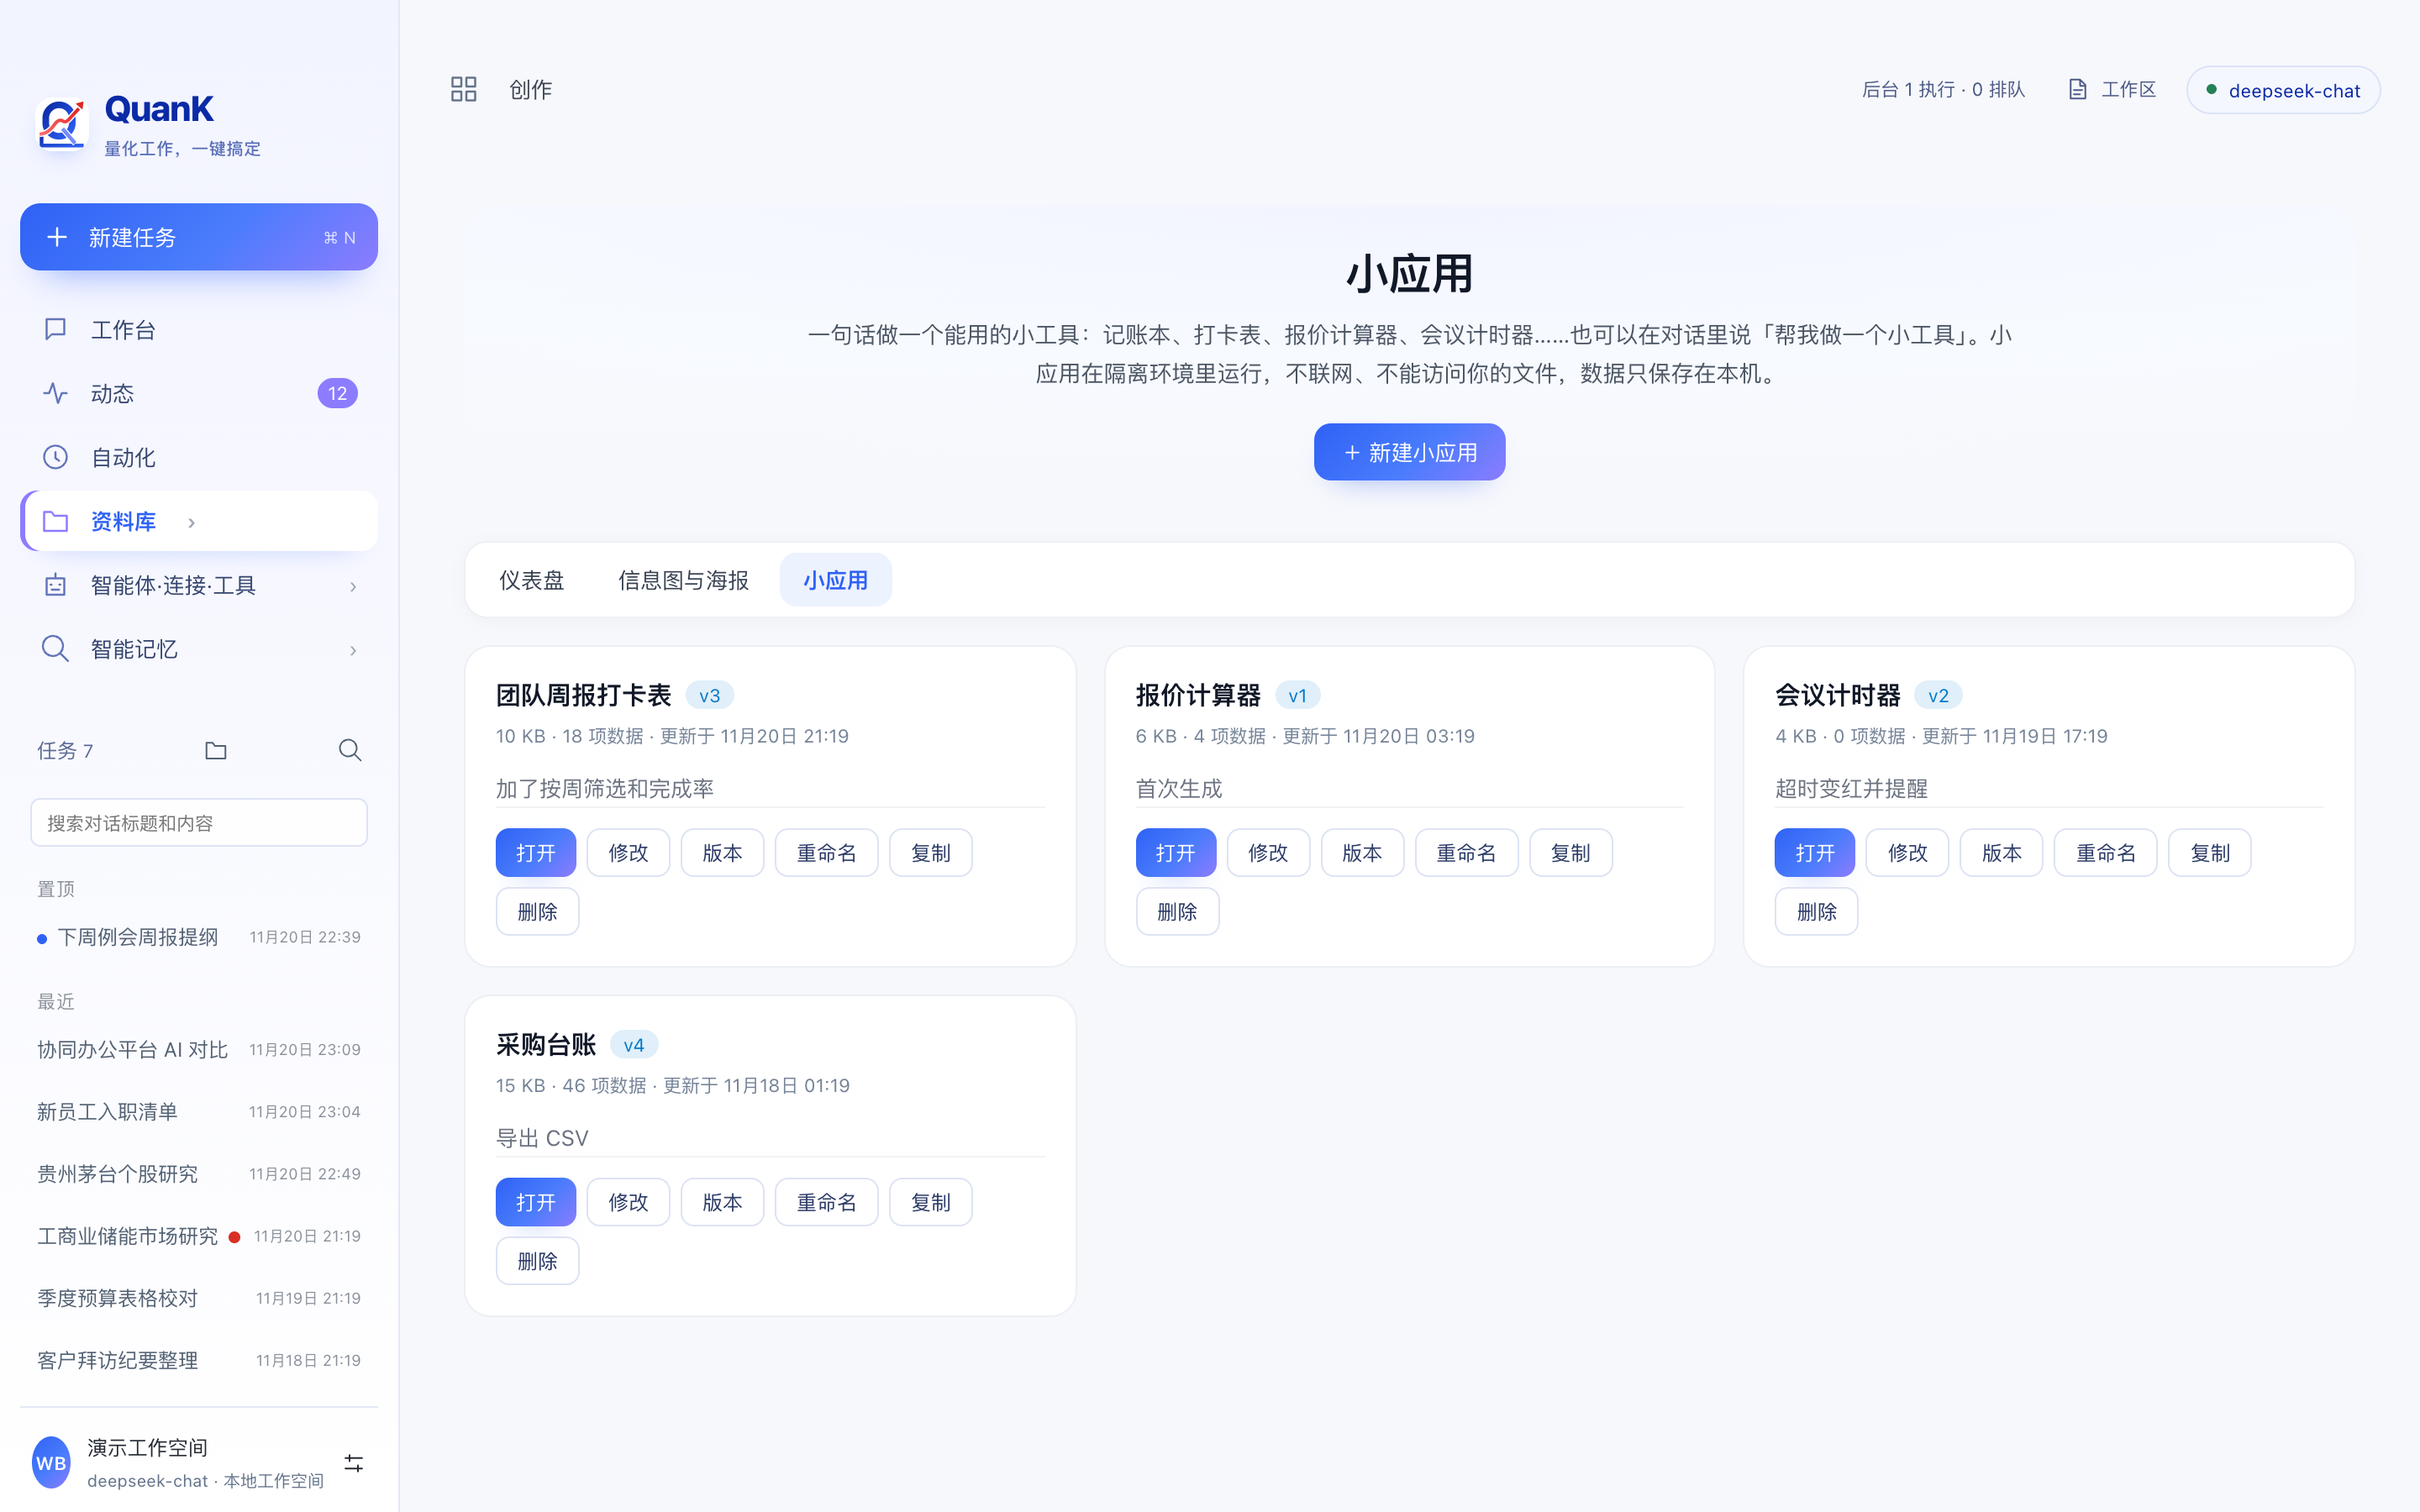 QuanK
量化工作，一键搞定
新建任务 ⌘ N
工作台
动态 12
自动化
资料库 ›
智能体·连接·工具 ›
智能记忆 ›
任务 7
搜索对话标题和内容
置顶
下周例会周报提纲 11月20日 22:39
最近
协同办公平台 AI 对比 11月20日 23:09
新员工入职清单 11月20日 23:04
贵州茅台个股研究 11月20日 22:49
工商业储能市场研究 11月20日 21:19
季度预算表格校对 11月19日 21:19
客户拜访纪要整理 11月18日 21:19
WB
演示工作空间
deepseek-chat · 本地工作空间
创作
后台 1 执行 · 0 排队
工作区
deepseek-chat
小应用
一句话做一个能用的小工具：记账本、打卡表、报价计算器、会议计时器……也可以在对话里说「帮我做一个小工具」。小
应用在隔离环境里运行，不联网、不能访问你的文件，数据只保存在本机。
+ 新建小应用
仪表盘 信息图与海报 小应用
团队周报打卡表 v3
10 KB · 18 项数据 · 更新于 11月20日 21:19
加了按周筛选和完成率
打开 修改 版本 重命名 复制
删除
报价计算器 v1
6 KB · 4 项数据 · 更新于 11月20日 03:19
首次生成
打开 修改 版本 重命名 复制
删除
会议计时器 v2
4 KB · 0 项数据 · 更新于 11月19日 17:19
超时变红并提醒
打开 修改 版本 重命名 复制
删除
采购台账 v4
15 KB · 46 项数据 · 更新于 11月18日 01:19
导出 CSV
打开 修改 版本 重命名 复制
删除